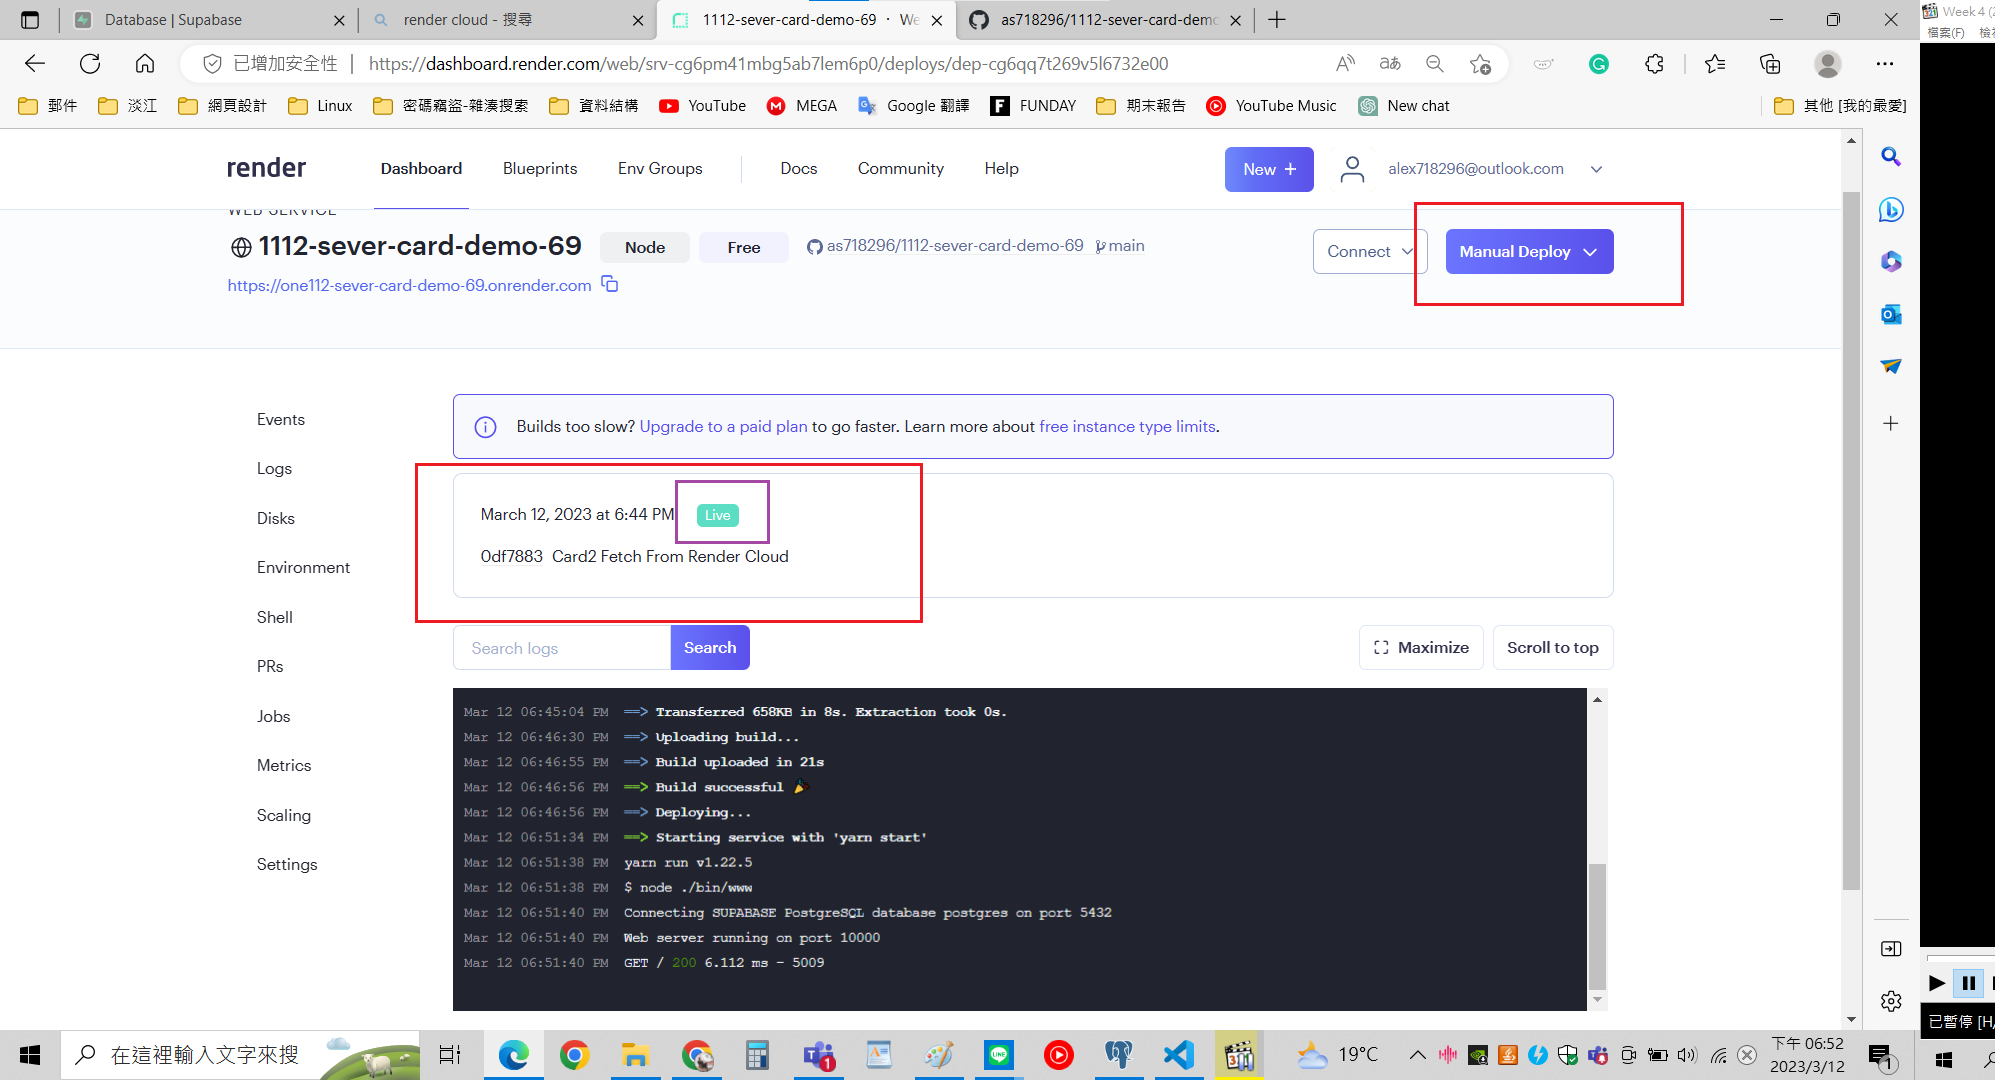 Database | Supabase
render cloud - 搜尋
1112-sever-card-demo-69 · We
as718296/1112-sever-card-demo
Week 4 (2
檔案(F) 檢視
已增加安全性
https://dashboard.render.com/web/srv-cg6pm41mbg5ab7lem6p0/deploys/dep-cg6qq7t269v5l6732e00
郵件
淡江
網頁設計
Linux
密碼竊盜-雜湊搜索
資料結構
YouTube
MEGA
Google 翻譯
FUNDAY
期末報告
YouTube Music
New chat
其他 [我的最愛]
render
Dashboard
Blueprints
Env Groups
Docs
Community
Help
New +
alex718296@outlook.com
WEB SERVICE
1112-sever-card-demo-69
Node
Free
as718296/1112-sever-card-demo-69
main
Connect
Manual Deploy
https://one112-sever-card-demo-69.onrender.com
Events
Logs
Disks
Environment
Shell
PRs
Jobs
Metrics
Scaling
Settings
Builds too slow? Upgrade to a paid plan to go faster. Learn more about free instance type limits.
March 12, 2023 at 6:44 PM
Live
0df7883 Card2 Fetch From Render Cloud
Search logs
Search
Maximize
Scroll to top
Mar 12 06:45:04 PM ==> Transferred 658KB in 8s. Extraction took 0s.
Mar 12 06:46:30 PM ==> Uploading build...
Mar 12 06:46:55 PM ==> Build uploaded in 21s
Mar 12 06:46:56 PM ==> Build successful 🎉
Mar 12 06:46:56 PM ==> Deploying...
Mar 12 06:51:34 PM ==> Starting service with 'yarn start'
Mar 12 06:51:38 PM yarn run v1.22.5
Mar 12 06:51:38 PM $ node ./bin/www
Mar 12 06:51:40 PM Connecting SUPABASE PostgreSQL database postgres on port 5432
Mar 12 06:51:40 PM Web server running on port 10000
Mar 12 06:51:40 PM GET / 200 6.112 ms - 5009
已暫停 [H/
在這裡輸入文字來搜
19°C
下午 06:52
2023/3/12